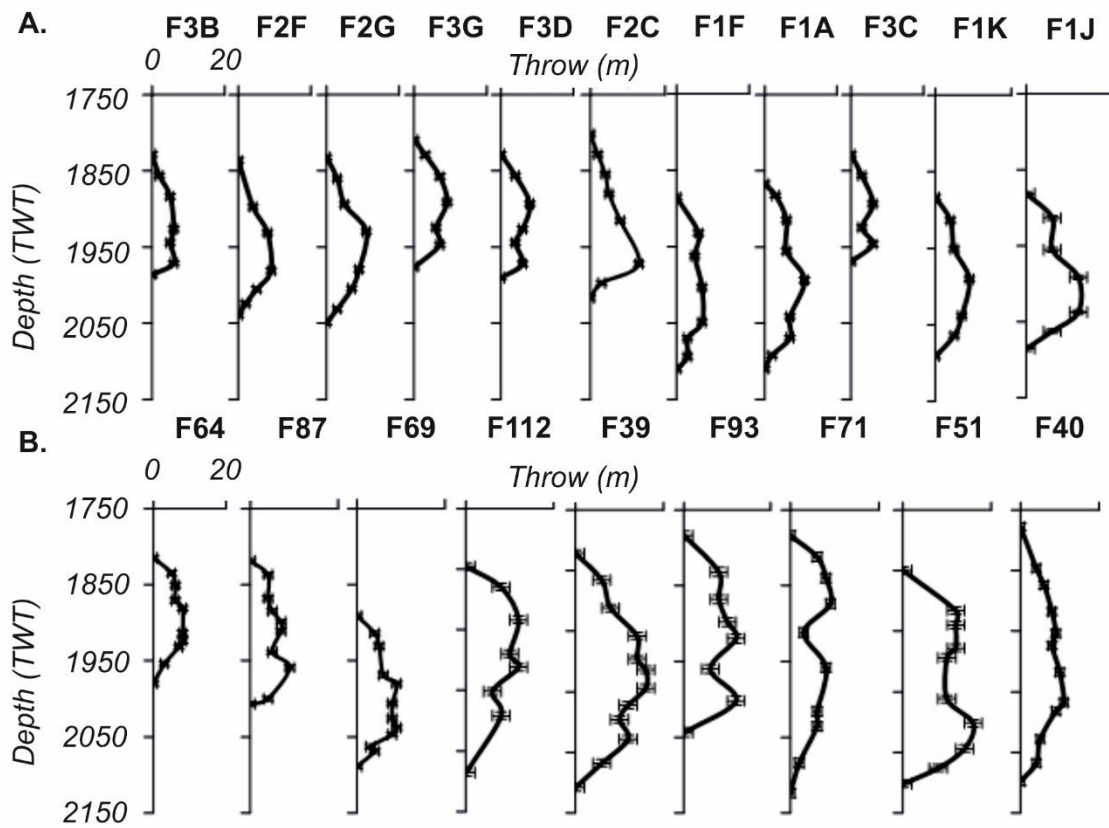 A. F3B F2F F2G F3G F3D F2C F1F F1A F3C F1K F1J
0 20 Throw (m)
1750
1850
1950
2050
2150
Depth (TWT)
B. F64 F87 F69 F112 F39 F93 F71 F51 F40
0 20 Throw (m)
1750
1850
1950
2050
2150
Depth (TWT)